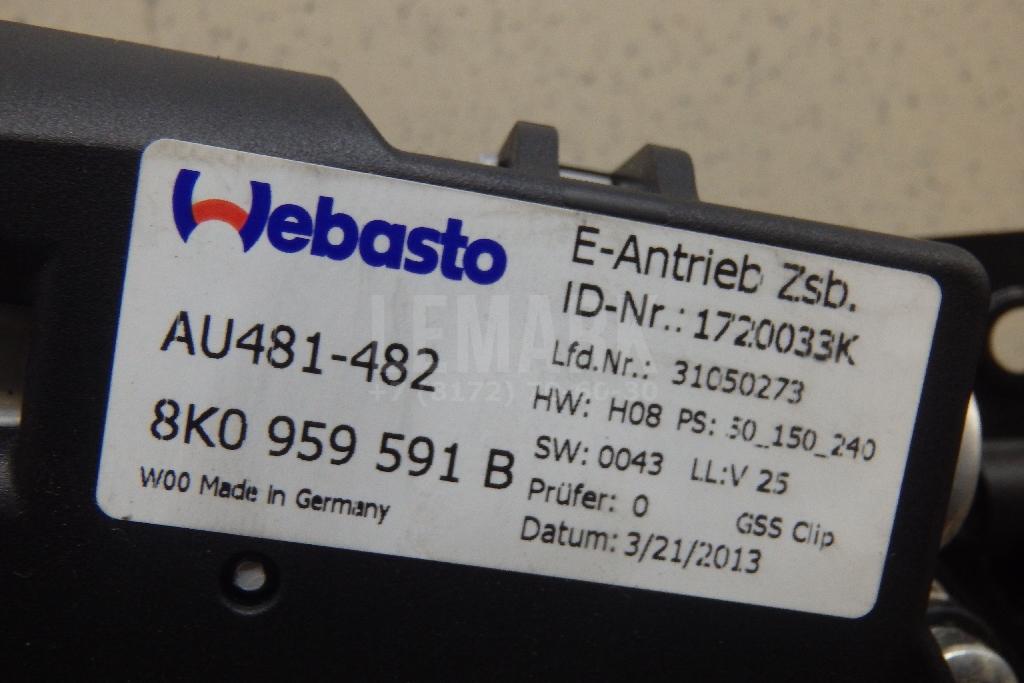 Webasto
AU481-482
8K0 959 591 B
W00 Made in Germany
E-Antrieb Zsb.
ID-Nr.: 1720033K
Lfd.Nr.: 31050273
HW: H08 PS: 50_150_240
SW: 0043 LL:V 25
Prüfer: 0 GSS Clip
Datum: 3/21/2013
LEMARK